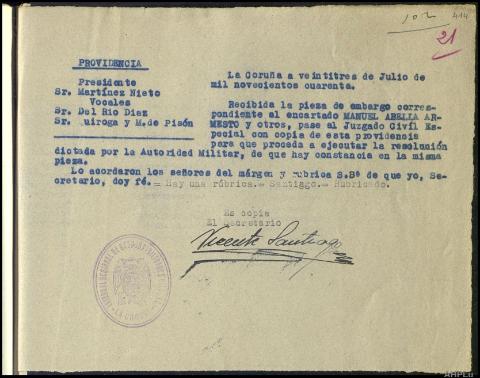 102 414
21
PROVIDENCIA
Presidente
Sr. Martínez Nieto
Vocales
Sr. Del Rio Diaz
Sr. Quiroga y M.de Pisón
La Coruña a veintitres de Julio de
mil novecientos cuarenta.
Recibida la pieza de embargo corres-
pondiente al encartado MANUEL ABELLA AR-
MESTO y otros, pase al Juzgado Civil Es-
pecial con copia de esta providencia
para que proceda a ejecutar la resolución
dictada por la Autoridad Militar, de que hay constancia en la misma
pieza.
Lo acordaron los señores del márgen y rubrica S.Sª de que yo, Se-
cretario, doy fé.= Hay una rúbrica.= Santiago.= Rubricado.
Es copia
El Secretario
Vicente Santiago
AHPLu